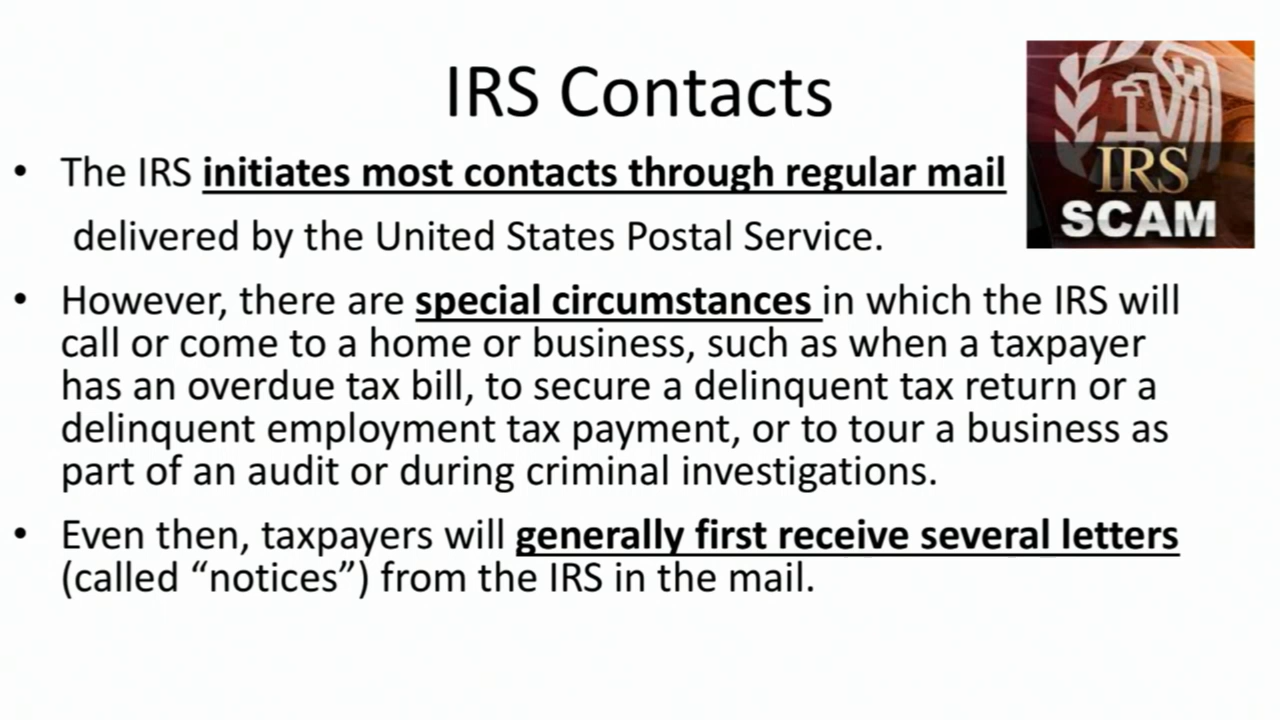 IRS Contacts
IRS
SCAM
• The IRS initiates most contacts through regular mail
delivered by the United States Postal Service.
• However, there are special circumstances in which the IRS will
call or come to a home or business, such as when a taxpayer
has an overdue tax bill, to secure a delinquent tax return or a
delinquent employment tax payment, or to tour a business as
part of an audit or during criminal investigations.
• Even then, taxpayers will generally first receive several letters
(called “notices”) from the IRS in the mail.